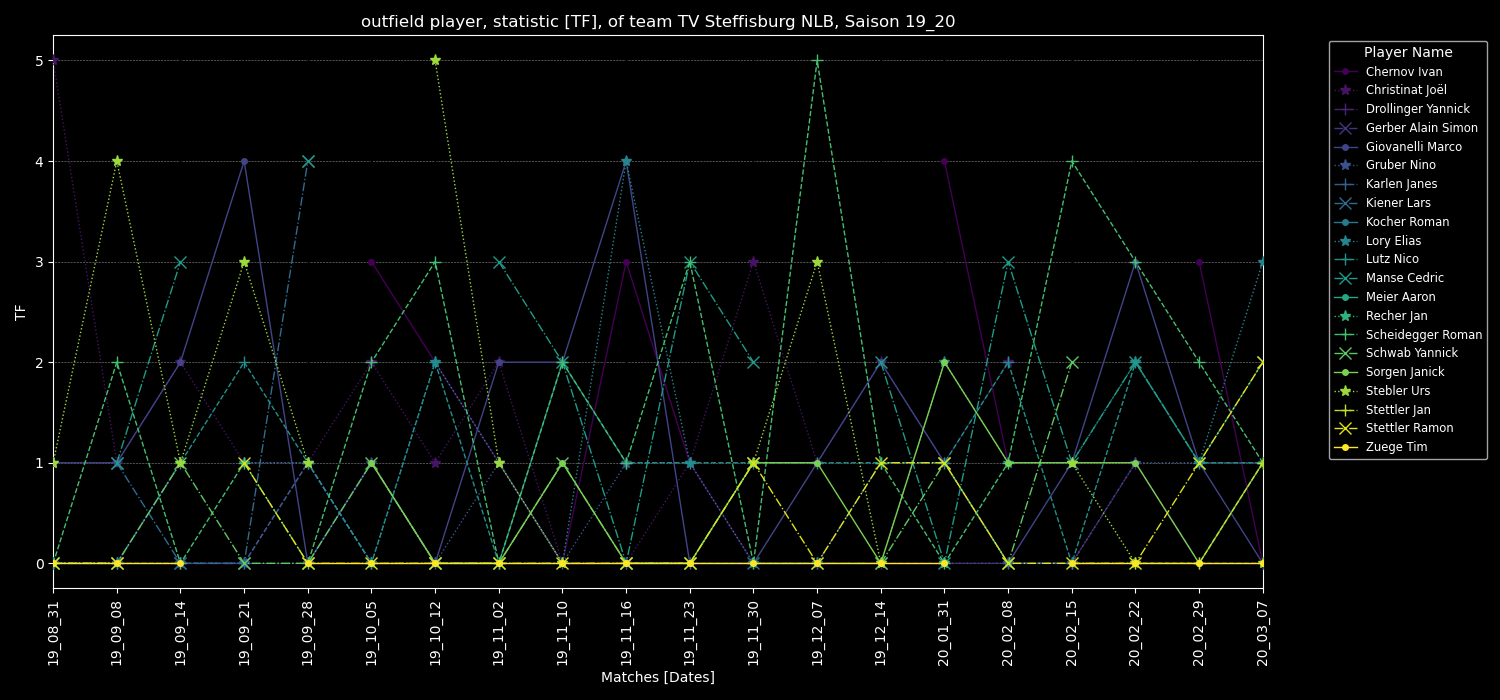 outfield player, statistic [TF], of team TV Steffisburg NLB, Saison 19_20
TF
5
4
3
2
1
0
19_08_31
19_09_08
19_09_14
19_09_21
19_09_28
19_10_05
19_10_12
19_11_02
19_11_10
19_11_16
19_11_23
19_11_30
19_12_07
19_12_14
20_01_31
20_02_08
20_02_15
20_02_22
20_02_29
20_03_07
Matches [Dates]
Player Name
Chernov Ivan
Christinat Joël
Drollinger Yannick
Gerber Alain Simon
Giovanelli Marco
Gruber Nino
Karlen Janes
Kiener Lars
Kocher Roman
Lory Elias
Lutz Nico
Manse Cedric
Meier Aaron
Recher Jan
Scheidegger Roman
Schwab Yannick
Sorgen Janick
Stebler Urs
Stettler Jan
Stettler Ramon
Zuege Tim